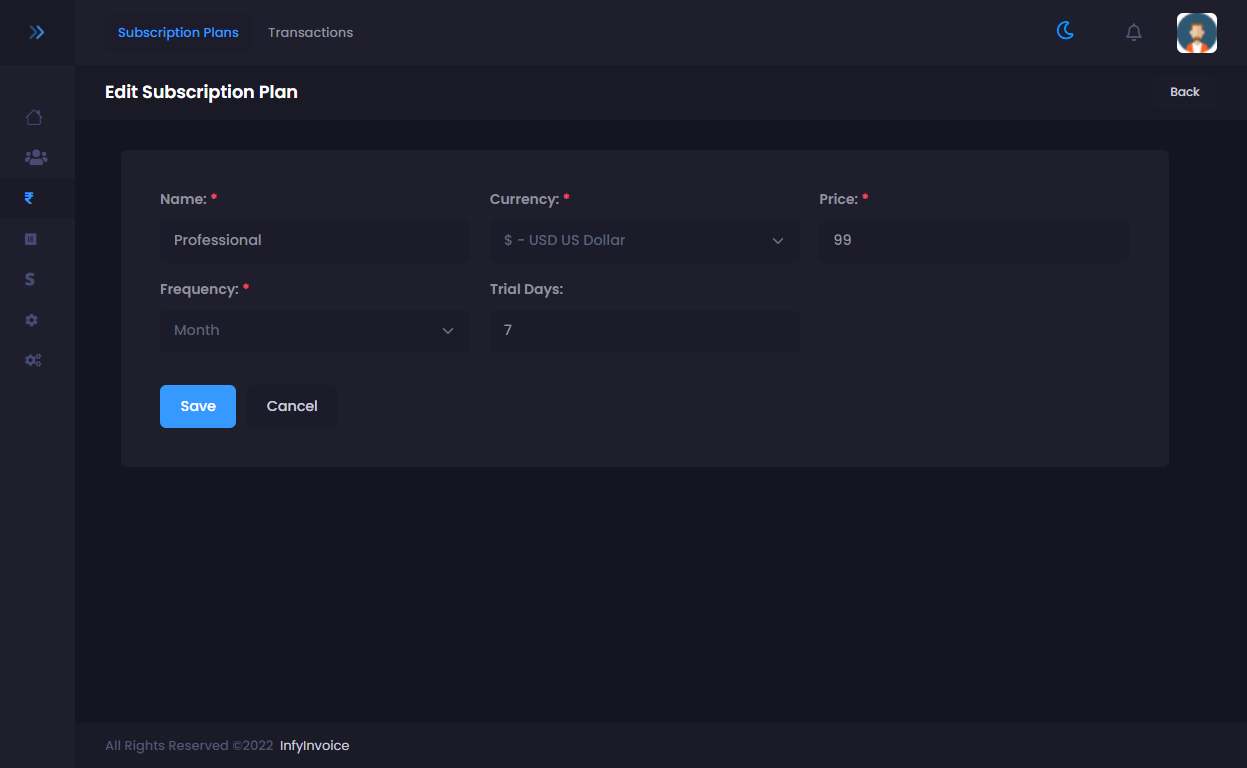 Subscription Plans Transactions
Edit Subscription Plan Back
Name: * Currency: * Price: *
Professional $ - USD US Dollar 99
Frequency: * Trial Days:
Month 7
Save Cancel
All Rights Reserved ©2022 InfyInvoice